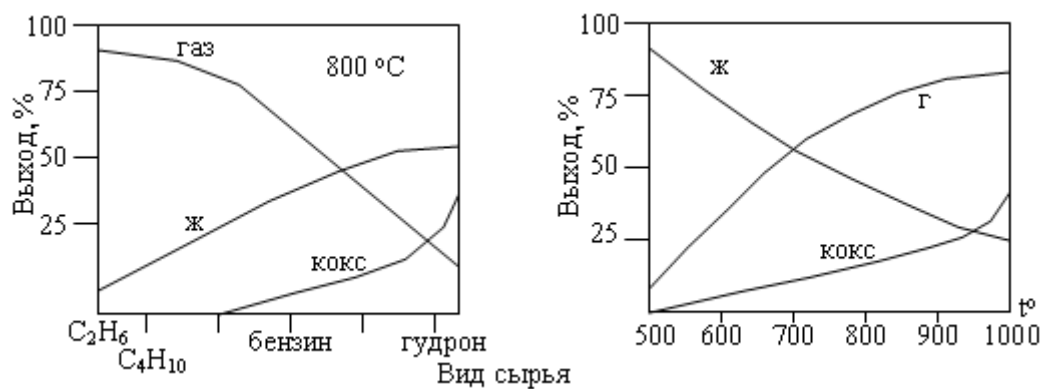 100
75
50
25
Выход, %
газ
800 °C
ж
кокс
C₂H₆
C₄H₁₀
бензин
гудрон
Вид сырья
100
75
50
25
Выход, %
ж
г
кокс
t°
500 600 700 800 900 1000